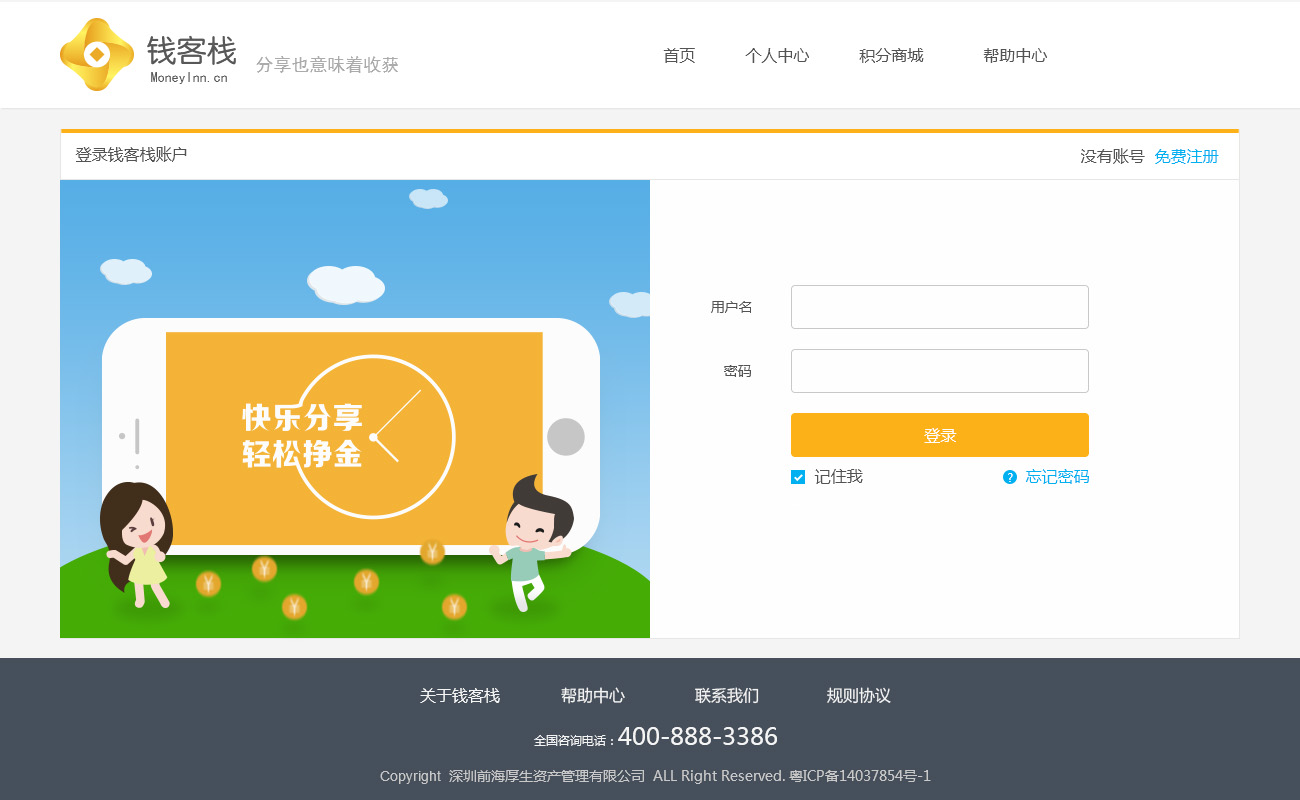 钱客栈
MoneyInn.cn
分享也意味着收获
首页 个人中心 积分商城 帮助中心
登录钱客栈账户
没有账号 免费注册
快乐分享
轻松挣金
用户名
密码
登录
记住我
? 忘记密码
关于钱客栈 帮助中心 联系我们 规则协议
全国咨询电话：400-888-3386
Copyright 深圳前海厚生资产管理有限公司 ALL Right Reserved. 粤ICP备14037854号-1